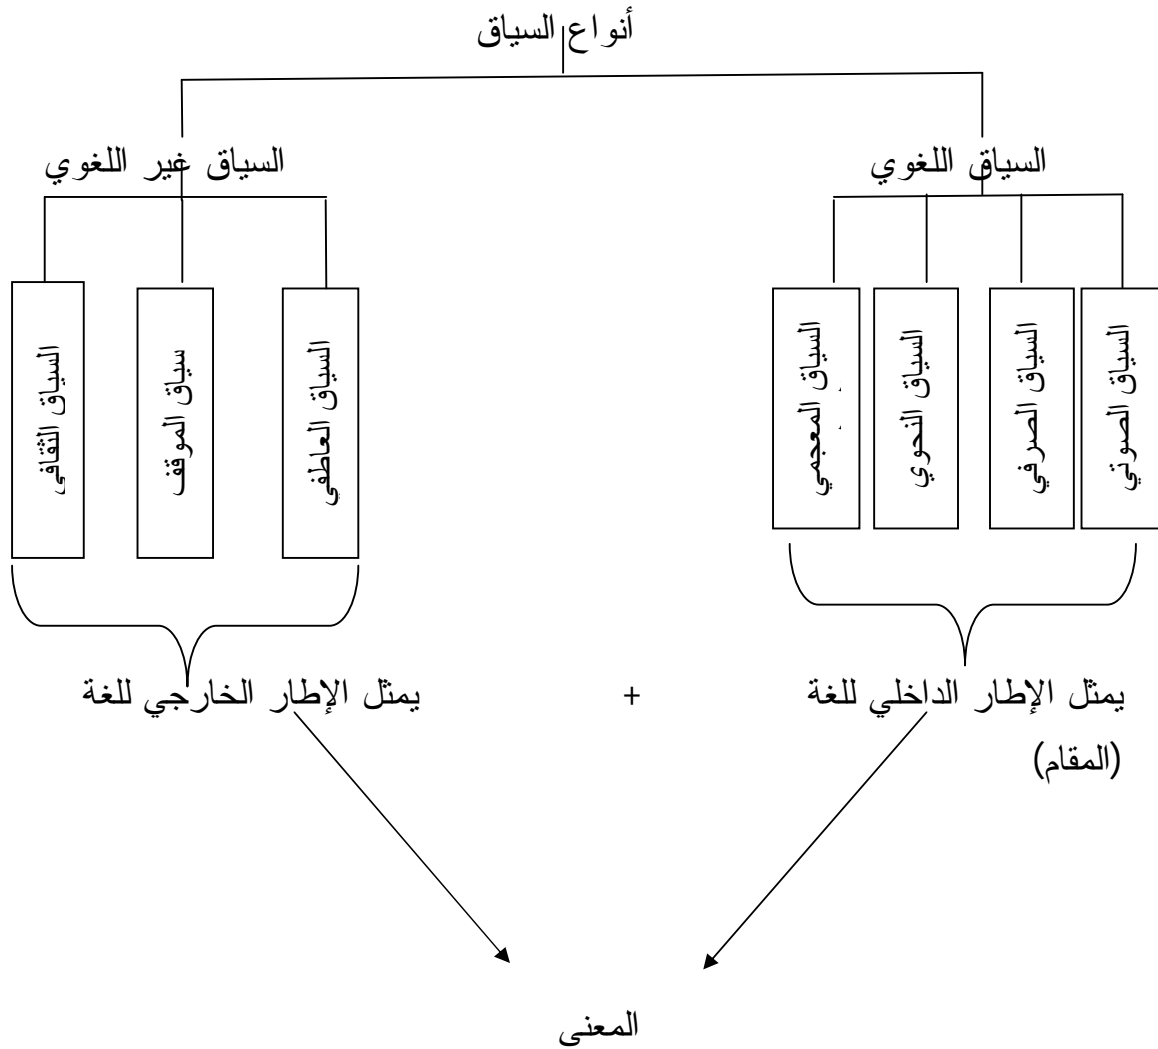 أنواع السياق
السياق اللغوي
السياق غير اللغوي
السياق الصوتي
السياق الصرفي
السياق النحوي
السياق المعجمي
السياق العاطفي
سياق الموقف
السياق الثقافي
يمثل الإطار الداخلي للغة + يمثل الإطار الخارجي للغة
(المقام)
المعنى